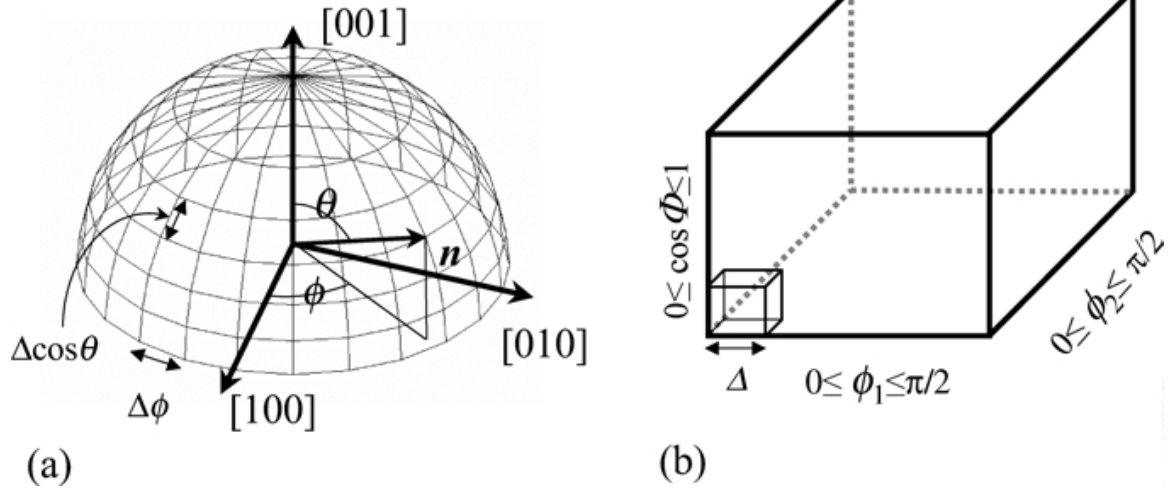 [001]
θ
n
ϕ
[010]
Δcosθ
Δϕ
[100]
(a)
0≤ cos Φ≤1
Δ
0≤ ϕ₁≤π/2
0≤ ϕ₂≤ π/2
(b)